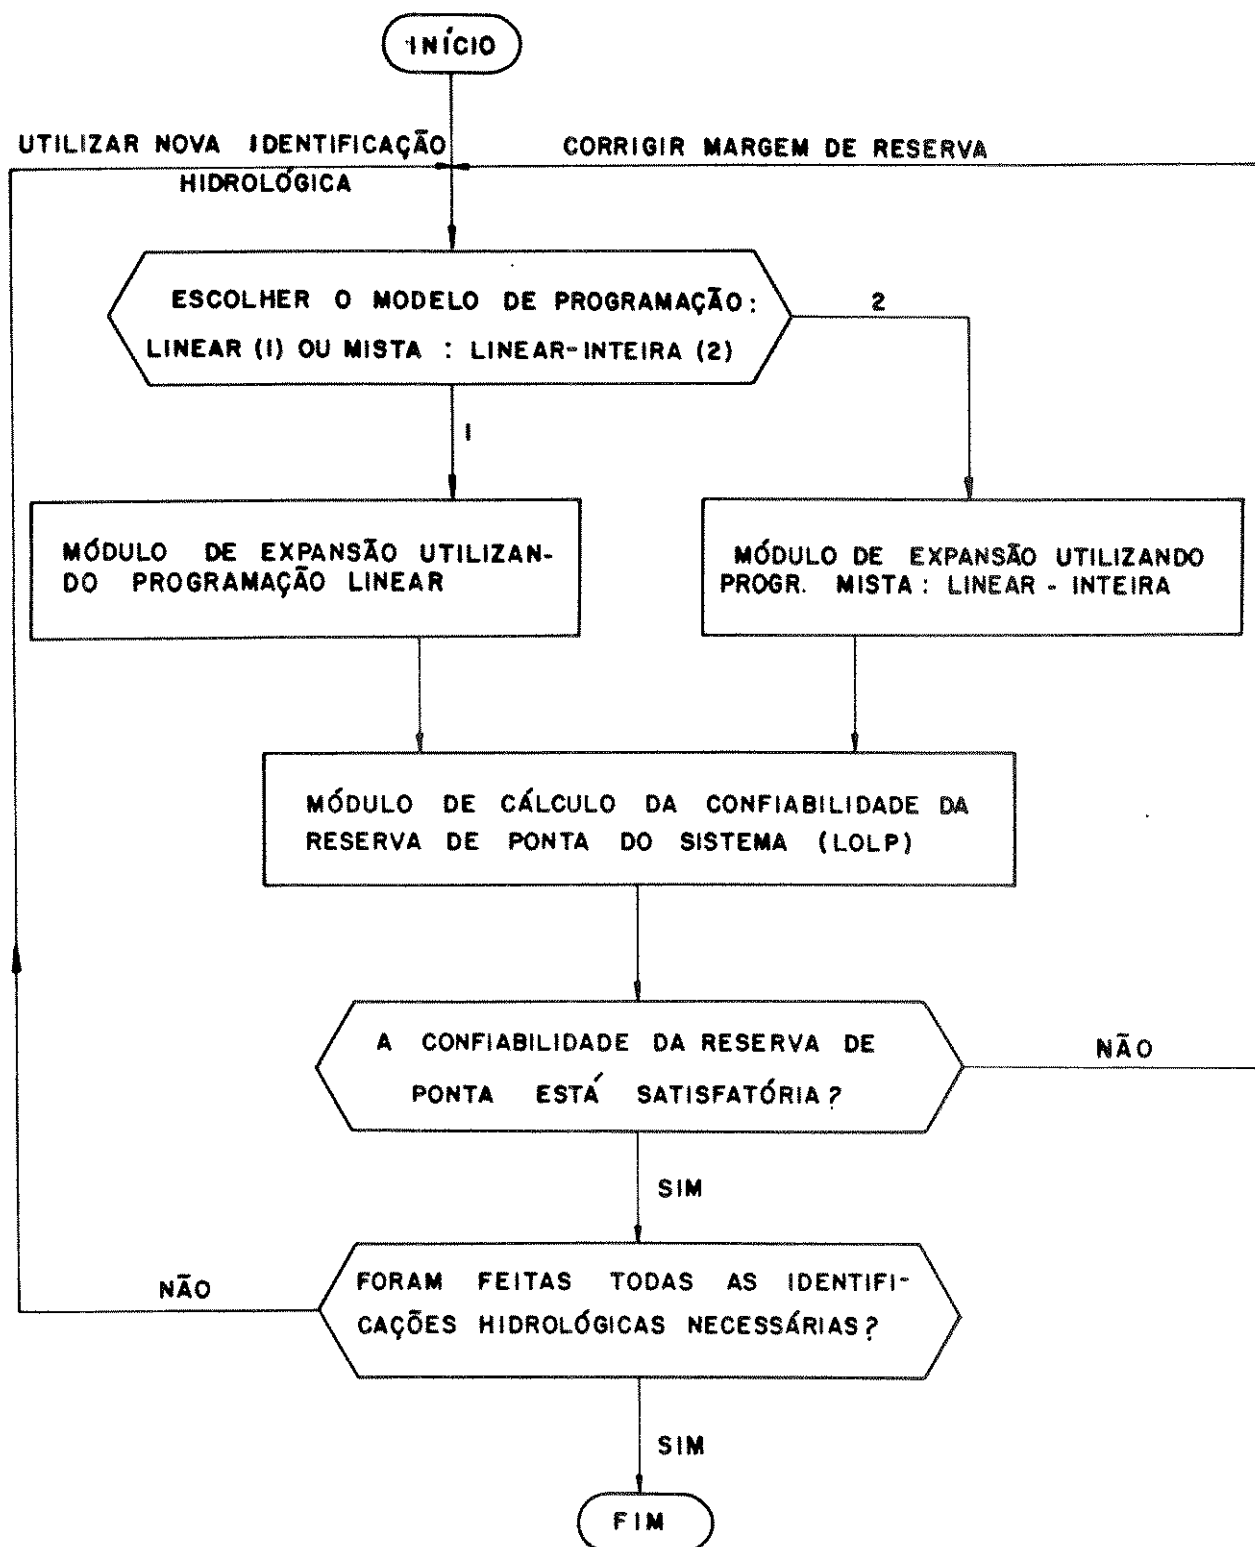 INÍCIO
UTILIZAR NOVA IDENTIFICAÇÃO
HIDROLÓGICA
CORRIGIR MARGEM DE RESERVA
ESCOLHER O MODELO DE PROGRAMAÇÃO:
LINEAR (1) OU MISTA : LINEAR-INTEIRA (2)
2
1
MÓDULO DE EXPANSÃO UTILIZAN-
DO PROGRAMAÇÃO LINEAR
MÓDULO DE EXPANSÃO UTILIZANDO
PROGR. MISTA : LINEAR - INTEIRA
MÓDULO DE CÁLCULO DA CONFIABILIDADE DA
RESERVA DE PONTA DO SISTEMA (LOLP)
A CONFIABILIDADE DA RESERVA DE
PONTA ESTÁ SATISFATÓRIA?
NÃO
SIM
NÃO
FORAM FEITAS TODAS AS IDENTIFI-
CAÇÕES HIDROLÓGICAS NECESSÁRIAS?
SIM
FIM